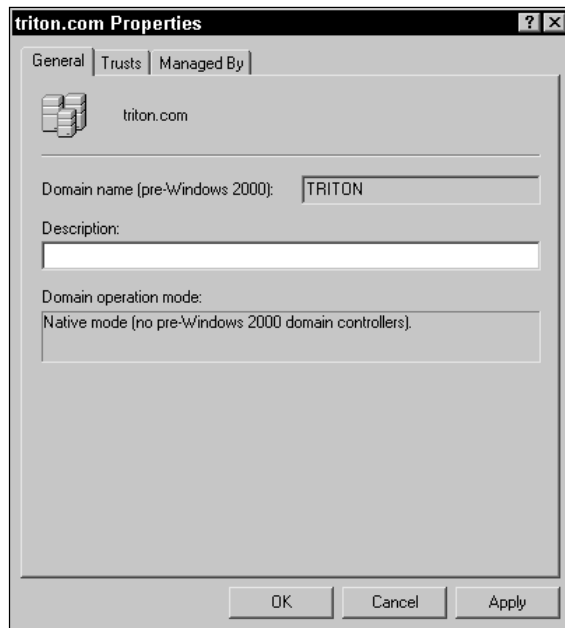 triton.com Properties
General Trusts Managed By
triton.com
Domain name (pre-Windows 2000): TRITON
Description:
Domain operation mode:
Native mode (no pre-Windows 2000 domain controllers).
OK Cancel Apply